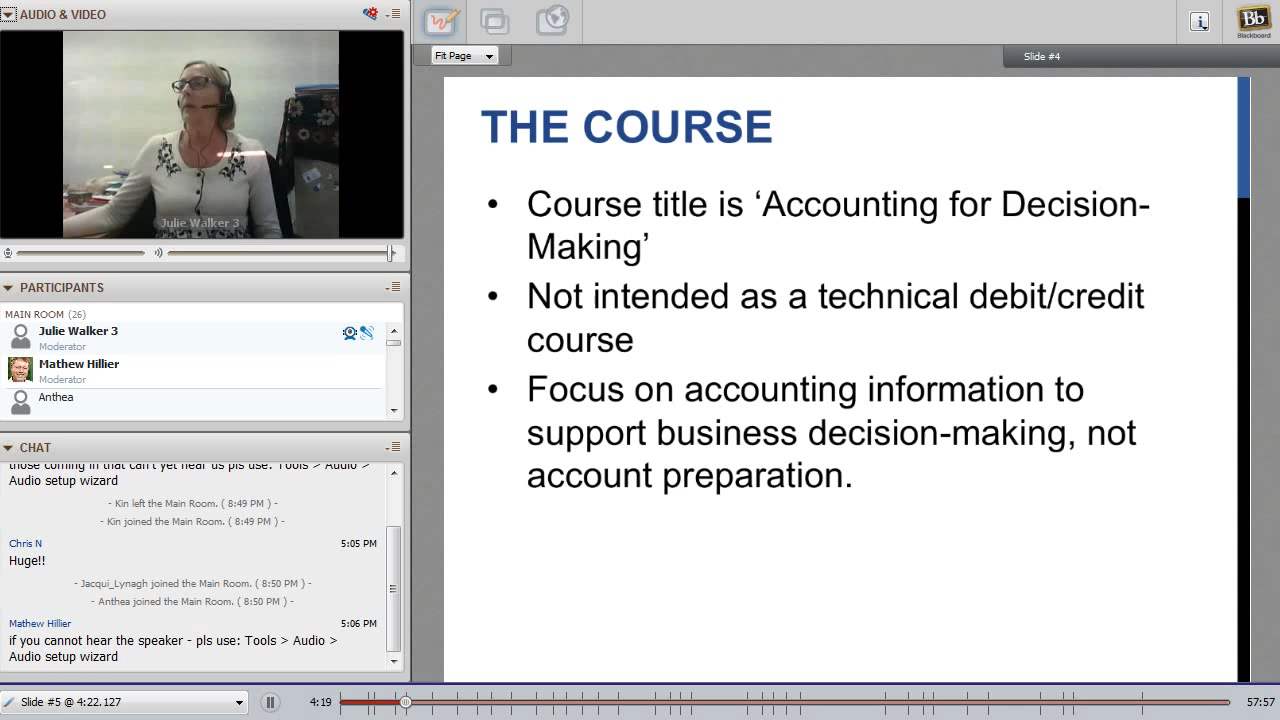 AUDIO & VIDEO
Julie Walker 3
PARTICIPANTS
MAIN ROOM (26)
Julie Walker 3
Moderator
Mathew Hillier
Moderator
Anthea
CHAT
those coming in that can't yet hear us pls use: Tools > Audio >
Audio setup wizard
- Kin left the Main Room. ( 8:49 PM ) -
- Kin joined the Main Room. ( 8:49 PM ) -
Chris N 5:05 PM
Huge!!
- Jacqui_Lynagh joined the Main Room. ( 8:50 PM ) -
- Anthea joined the Main Room. ( 8:50 PM ) -
Mathew Hillier 5:06 PM
if you cannot hear the speaker - pls use: Tools > Audio >
Audio setup wizard
Fit Page
Slide #4
Bb
Blackboard
THE COURSE
• Course title is ‘Accounting for Decision-
Making’
• Not intended as a technical debit/credit
course
• Focus on accounting information to
support business decision-making, not
account preparation.
Slide #5 @ 4:22.127
4:19
57:57